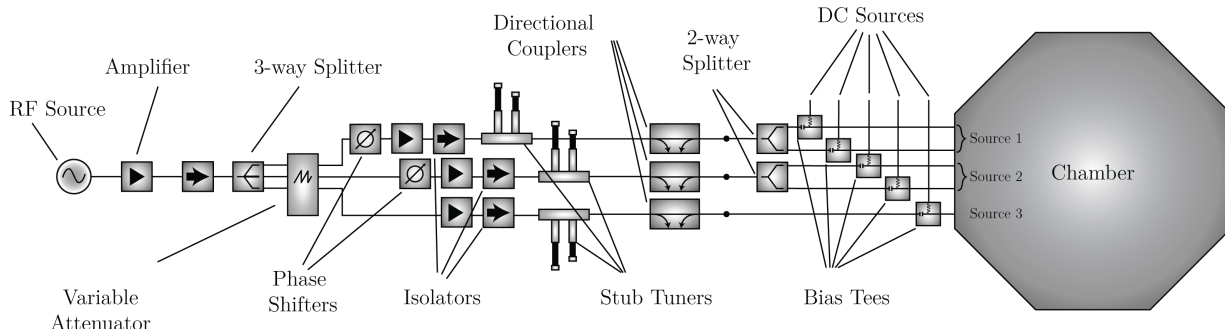 Directional
Couplers
DC Sources
2-way
Splitter
Amplifier
3-way Splitter
RF Source
Source 1
Source 2
Source 3
Chamber
Phase
Shifters
Isolators
Stub Tuners
Bias Tees
Variable
Attenuator